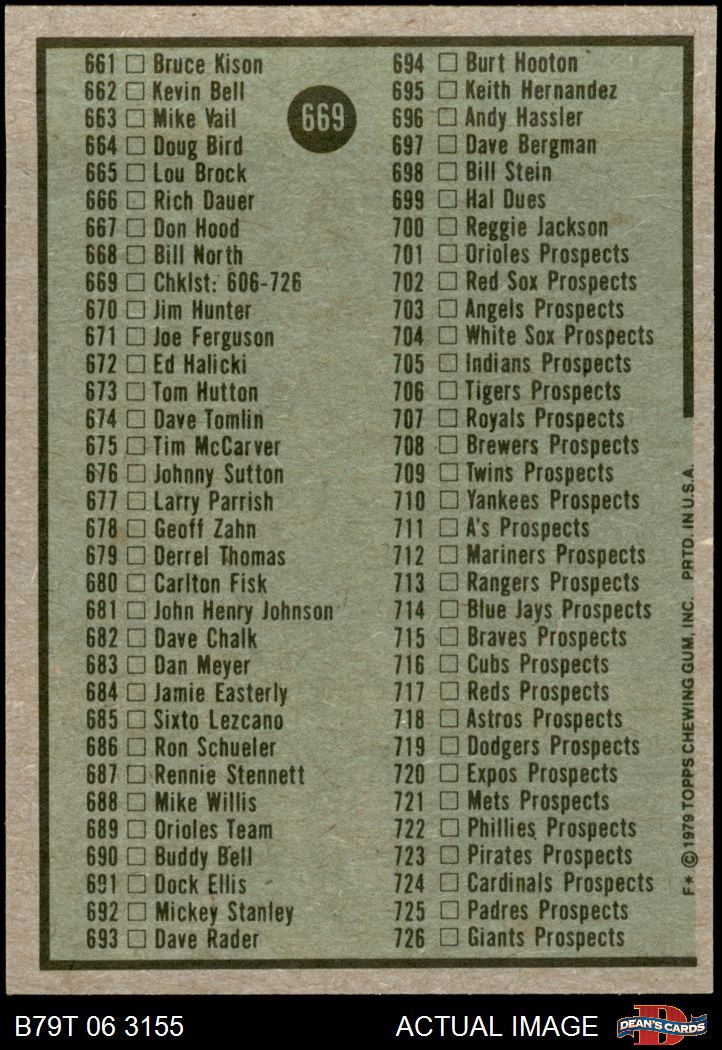 661 Bruce Kison
662 Kevin Bell
663 Mike Vail
664 Doug Bird
665 Lou Brock
666 Rich Dauer
667 Don Hood
668 Bill North
669 Chklst: 606-726
670 Jim Hunter
671 Joe Ferguson
672 Ed Halicki
673 Tom Hutton
674 Dave Tomlin
675 Tim McCarver
676 Johnny Sutton
677 Larry Parrish
678 Geoff Zahn
679 Derrel Thomas
680 Carlton Fisk
681 John Henry Johnson
682 Dave Chalk
683 Dan Meyer
684 Jamie Easterly
685 Sixto Lezcano
686 Ron Schueler
687 Rennie Stennett
688 Mike Willis
689 Orioles Team
690 Buddy Bell
691 Dock Ellis
692 Mickey Stanley
693 Dave Rader
669
694 Burt Hooton
695 Keith Hernandez
696 Andy Hassler
697 Dave Bergman
698 Bill Stein
699 Hal Dues
700 Reggie Jackson
701 Orioles Prospects
702 Red Sox Prospects
703 Angels Prospects
704 White Sox Prospects
705 Indians Prospects
706 Tigers Prospects
707 Royals Prospects
708 Brewers Prospects
709 Twins Prospects
710 Yankees Prospects
711 A's Prospects
712 Mariners Prospects
713 Rangers Prospects
714 Blue Jays Prospects
715 Braves Prospects
716 Cubs Prospects
717 Reds Prospects
718 Astros Prospects
719 Dodgers Prospects
720 Expos Prospects
721 Mets Prospects
722 Phillies Prospects
723 Pirates Prospects
724 Cardinals Prospects
725 Padres Prospects
726 Giants Prospects
F* © 1979 TOPPS CHEWING GUM, INC. PRTD. IN U.S.A.
B79T 06 3155
ACTUAL IMAGE
D
DEAN'S CARDS